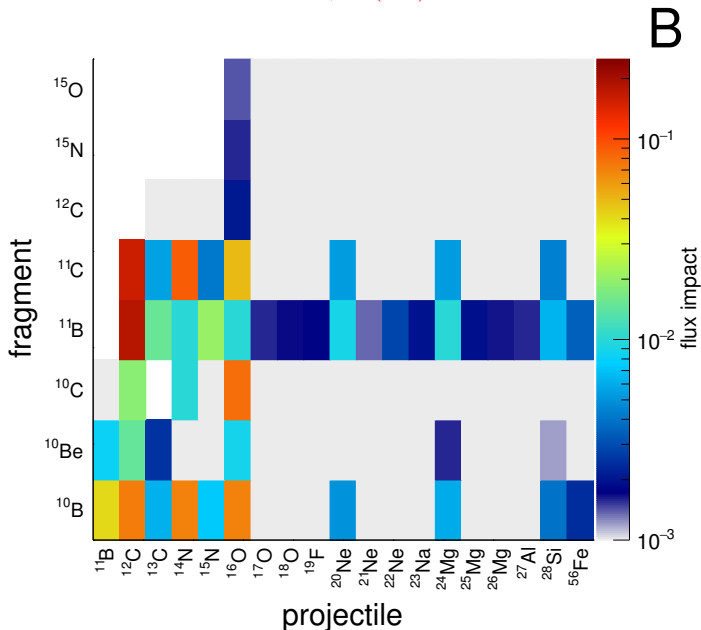 B
fragment
¹⁵O
¹⁵N
¹²C
¹¹C
¹¹B
¹⁰C
¹⁰Be
¹⁰B
¹¹B
¹²C
¹³C
¹⁴N
¹⁵N
¹⁶O
¹⁷O
¹⁸O
¹⁹F
²⁰Ne
²¹Ne
²²Ne
²³Na
²⁴Mg
²⁵Mg
²⁶Mg
²⁷Al
²⁸Si
⁵⁶Fe
projectile
10⁻¹
10⁻²
10⁻³
flux impact